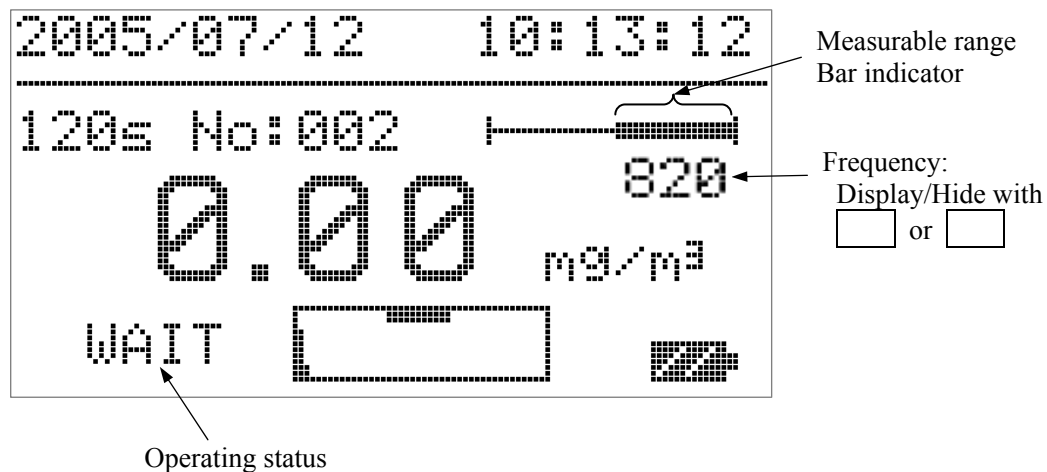 2005/07/12 10:13:12
Measurable range
Bar indicator
120s No:002
820
Frequency:
Display/Hide with
or
0.00 mg/m³
WAIT
00
Operating status